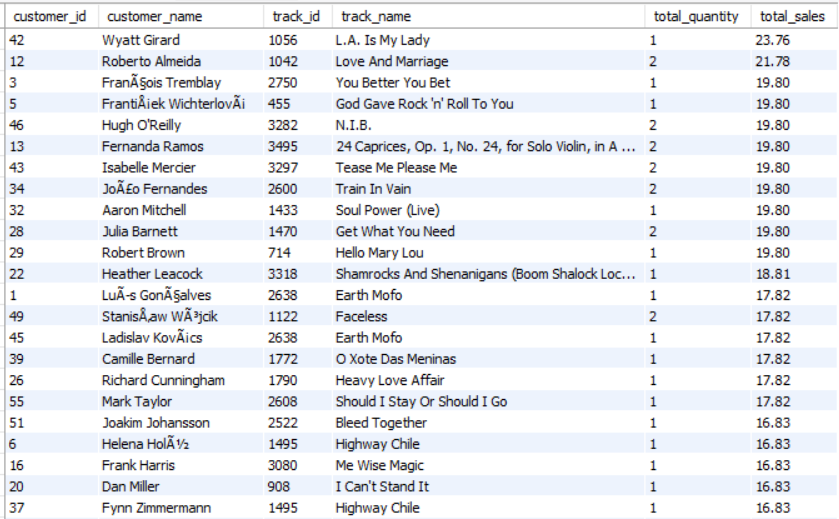 customer_id customer_name track_id track_name total_quantity total_sales
42 Wyatt Girard 1056 L.A. Is My Lady 1 23.76
12 Roberto Almeida 1042 Love And Marriage 2 21.78
3 FranÃ§ois Tremblay 2750 You Better You Bet 1 19.80
5 FrantiÅ¡ek WichterlovÃ¡ 455 God Gave Rock 'n' Roll To You 1 19.80
46 Hugh O'Reilly 3282 N.I.B. 2 19.80
13 Fernanda Ramos 3495 24 Caprices, Op. 1, No. 24, for Solo Violin, in A ... 2 19.80
43 Isabelle Mercier 3297 Tease Me Please Me 2 19.80
34 JoÃ£o Fernandes 2600 Train In Vain 2 19.80
32 Aaron Mitchell 1433 Soul Power (Live) 1 19.80
28 Julia Barnett 1470 Get What You Need 2 19.80
29 Robert Brown 714 Hello Mary Lou 1 19.80
22 Heather Leacock 3318 Shamrocks And Shenanigans (Boom Shalock Loc... 1 18.81
1 LuÃ-s GonÃ§alves 2638 Earth Mofo 1 17.82
49 StanisÅ‚aw WÃ³jcik 1122 Faceless 2 17.82
45 Ladislav KovÃ¡cs 2638 Earth Mofo 1 17.82
39 Camille Bernard 1772 O Xote Das Meninas 1 17.82
26 Richard Cunningham 1790 Heavy Love Affair 1 17.82
55 Mark Taylor 2608 Should I Stay Or Should I Go 1 17.82
51 Joakim Johansson 2522 Bleed Together 1 16.83
6 Helena HolÃ½ 1495 Highway Chile 1 16.83
16 Frank Harris 3080 Me Wise Magic 1 16.83
20 Dan Miller 908 I Can't Stand It 1 16.83
37 Fynn Zimmermann 1495 Highway Chile 1 16.83